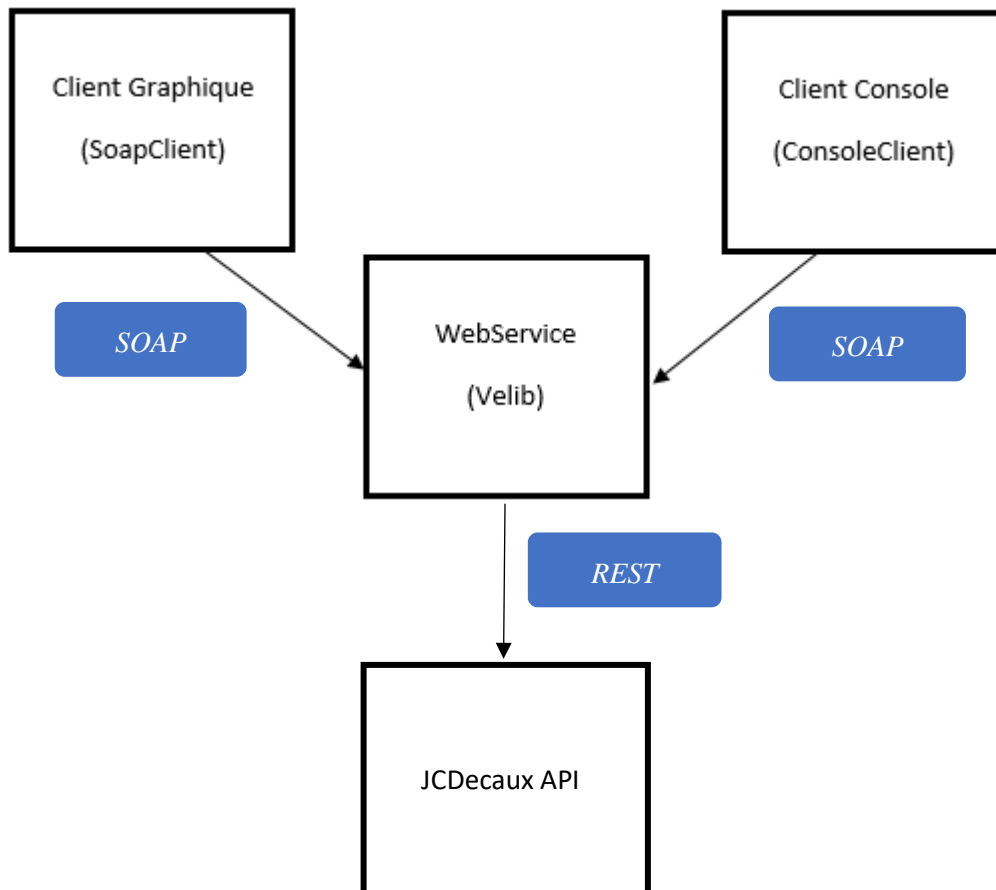 Client Graphique
(SoapClient)
Client Console
(ConsoleClient)
SOAP
WebService
(Velib)
SOAP
REST
JCDecaux API